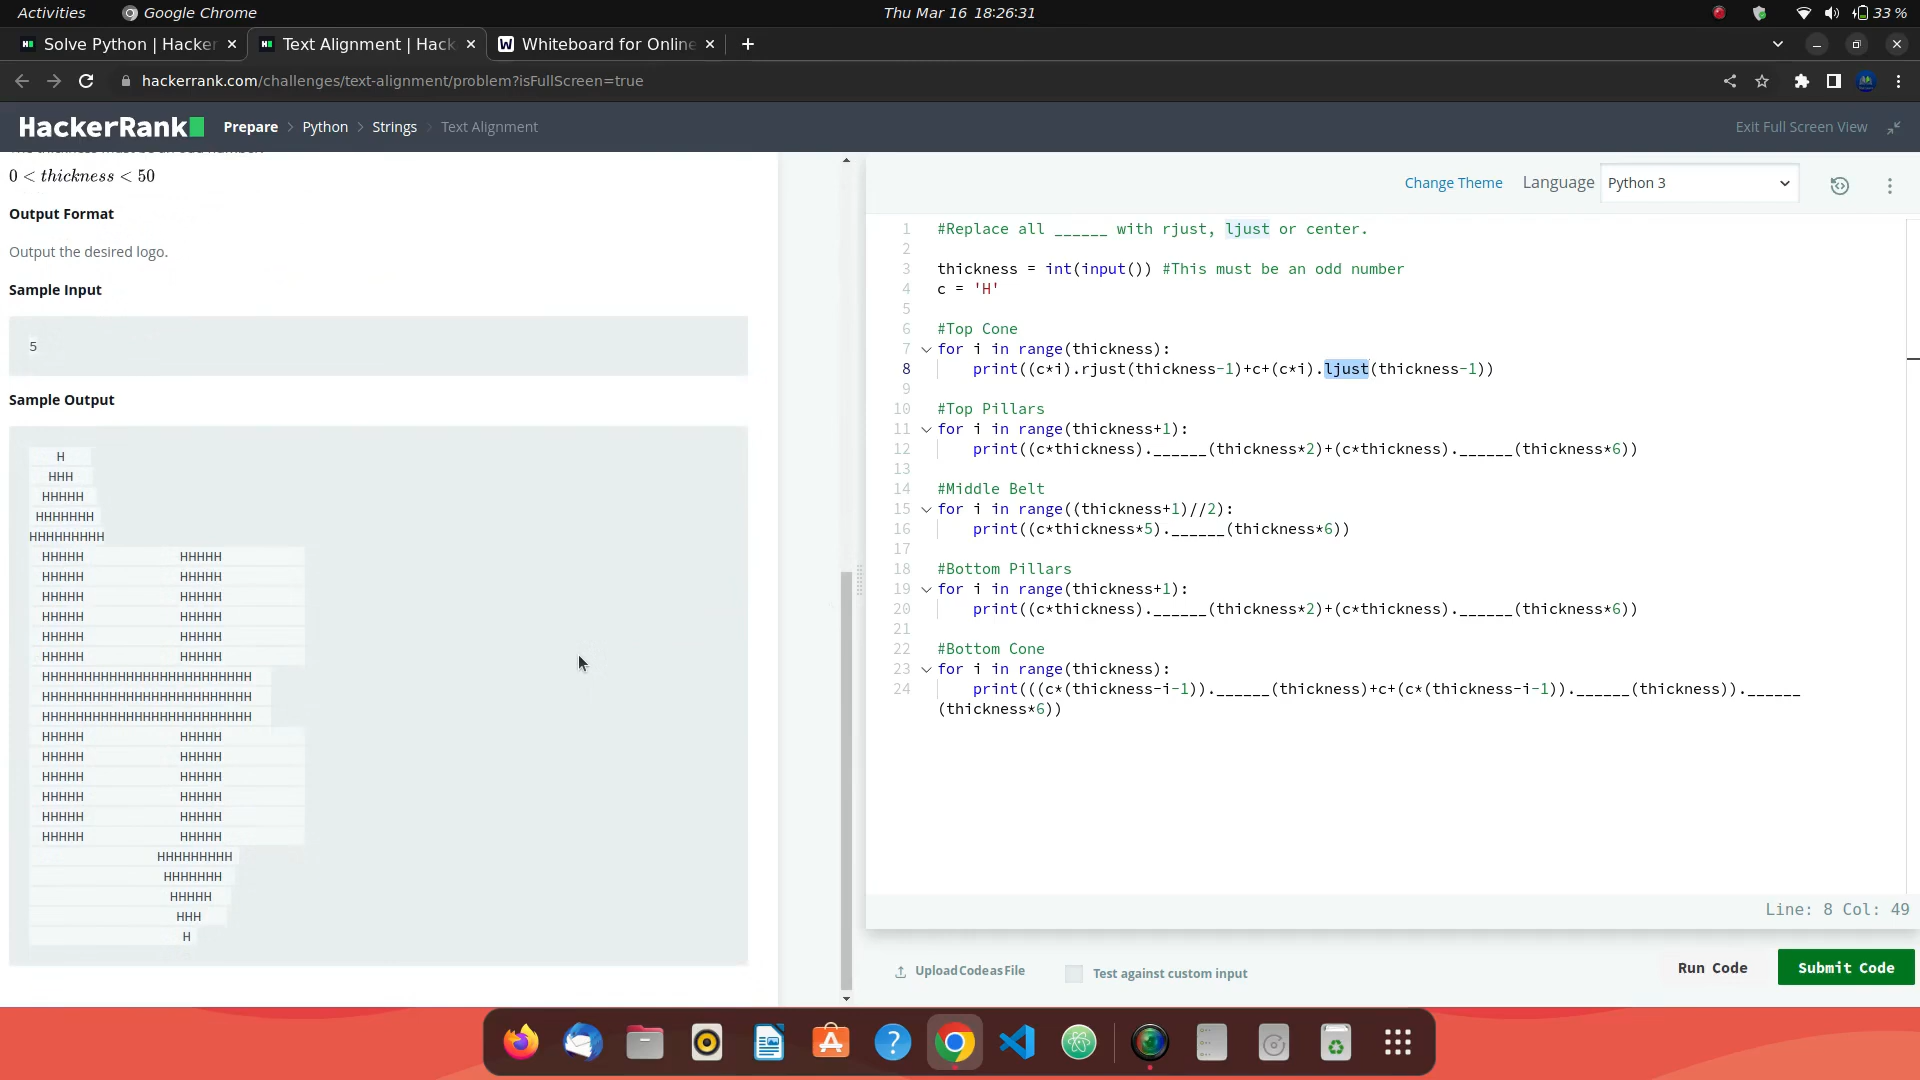 Activities Google Chrome Thu Mar 16 18:26:31 33 %
Solve Python | Hacker Text Alignment | Hack Whiteboard for Online
hackerrank.com/challenges/text-alignment/problem?isFullScreen=true
HackerRank Prepare > Python > Strings > Text Alignment Exit Full Screen View
0 < thickness < 50
Output Format
Output the desired logo.
Sample Input
5
Sample Output
H
HHH
HHHHH
HHHHHHH
HHHHHHHHH
HHHHH HHHHH
HHHHH HHHHH
HHHHH HHHHH
HHHHH HHHHH
HHHHH HHHHH
HHHHH HHHHH
HHHHHHHHHHHHHHHHHHHHHHHHH
HHHHHHHHHHHHHHHHHHHHHHHHH
HHHHHHHHHHHHHHHHHHHHHHHHH
HHHHH HHHHH
HHHHH HHHHH
HHHHH HHHHH
HHHHH HHHHH
HHHHH HHHHH
HHHHH HHHHH
HHHHHHHHH
HHHHHHH
HHHHH
HHH
H
Change Theme Language Python 3
1 #Replace all ______ with rjust, ljust or center.
2
3 thickness = int(input()) #This must be an odd number
4 c = 'H'
5
6 #Top Cone
7 for i in range(thickness):
8 print((c*i).rjust(thickness-1)+c+(c*i).ljust(thickness-1))
9
10 #Top Pillars
11 for i in range(thickness+1):
12 print((c*thickness).______(thickness*2)+(c*thickness).______(thickness*6))
13
14 #Middle Belt
15 for i in range((thickness+1)//2):
16 print((c*thickness*5).______(thickness*6))
17
18 #Bottom Pillars
19 for i in range(thickness+1):
20 print((c*thickness).______(thickness*2)+(c*thickness).______(thickness*6))
21
22 #Bottom Cone
23 for i in range(thickness):
24 print(((c*(thickness-i-1)).______(thickness)+c+(c*(thickness-i-1)).______(thickness)).______
(thickness*6))
Line: 8 Col: 49
Upload Code as File Test against custom input Run Code Submit Code